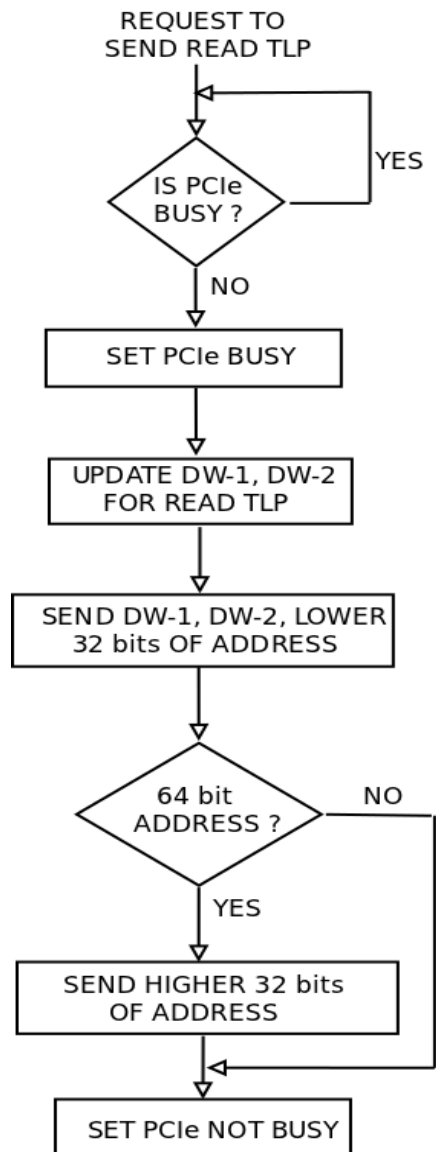 REQUEST TO
SEND READ TLP
YES
IS PCIe
BUSY ?
NO
SET PCIe BUSY
UPDATE DW-1, DW-2
FOR READ TLP
SEND DW-1, DW-2, LOWER
32 bits OF ADDRESS
64 bit
ADDRESS ?
NO
YES
SEND HIGHER 32 bits
OF ADDRESS
SET PCIe NOT BUSY